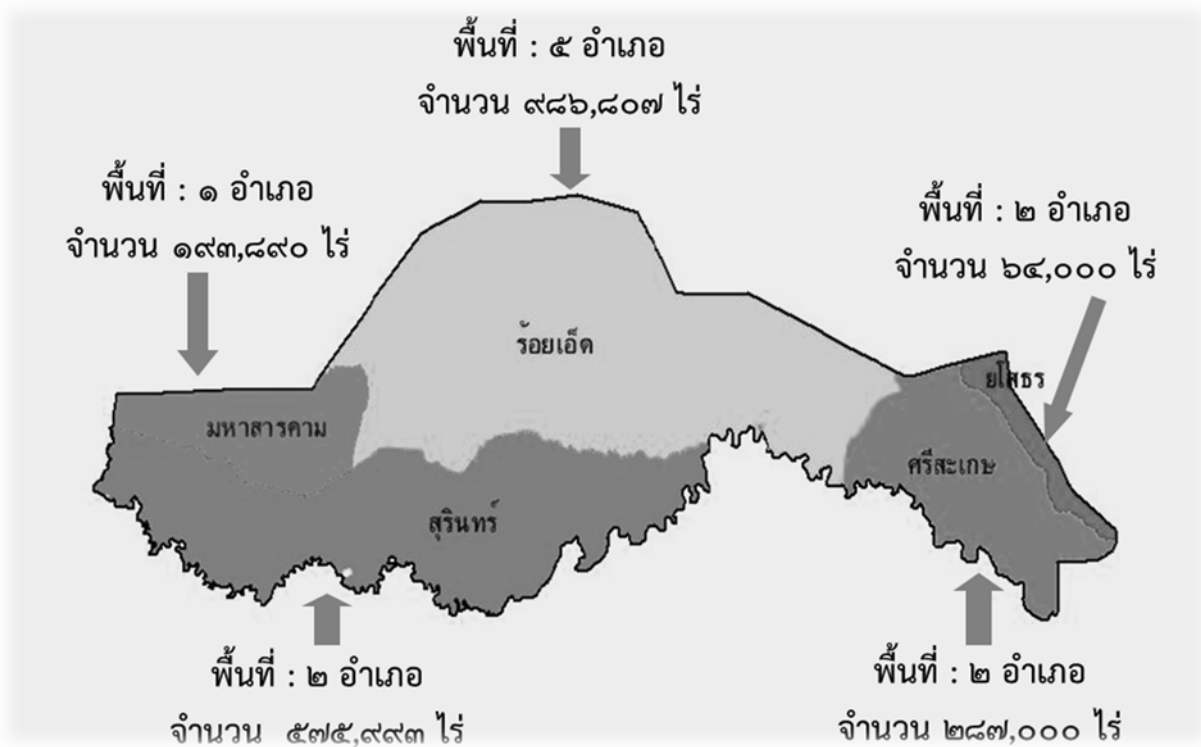 พื้นที่ : ๕ อำเภอ
จำนวน ๙๘๖,๘๐๗ ไร่
พื้นที่ : ๑ อำเภอ
จำนวน ๑๙๓,๘๙๐ ไร่
พื้นที่ : ๒ อำเภอ
จำนวน ๖๔,๐๐๐ ไร่
ร้อยเอ็ด
ยโสธร
มหาสารคาม
ศรีสะเกษ
สุรินทร์
พื้นที่ : ๒ อำเภอ
จำนวน ๕๗๕,๙๙๓ ไร่
พื้นที่ : ๒ อำเภอ
จำนวน ๒๘๗,๐๐๐ ไร่